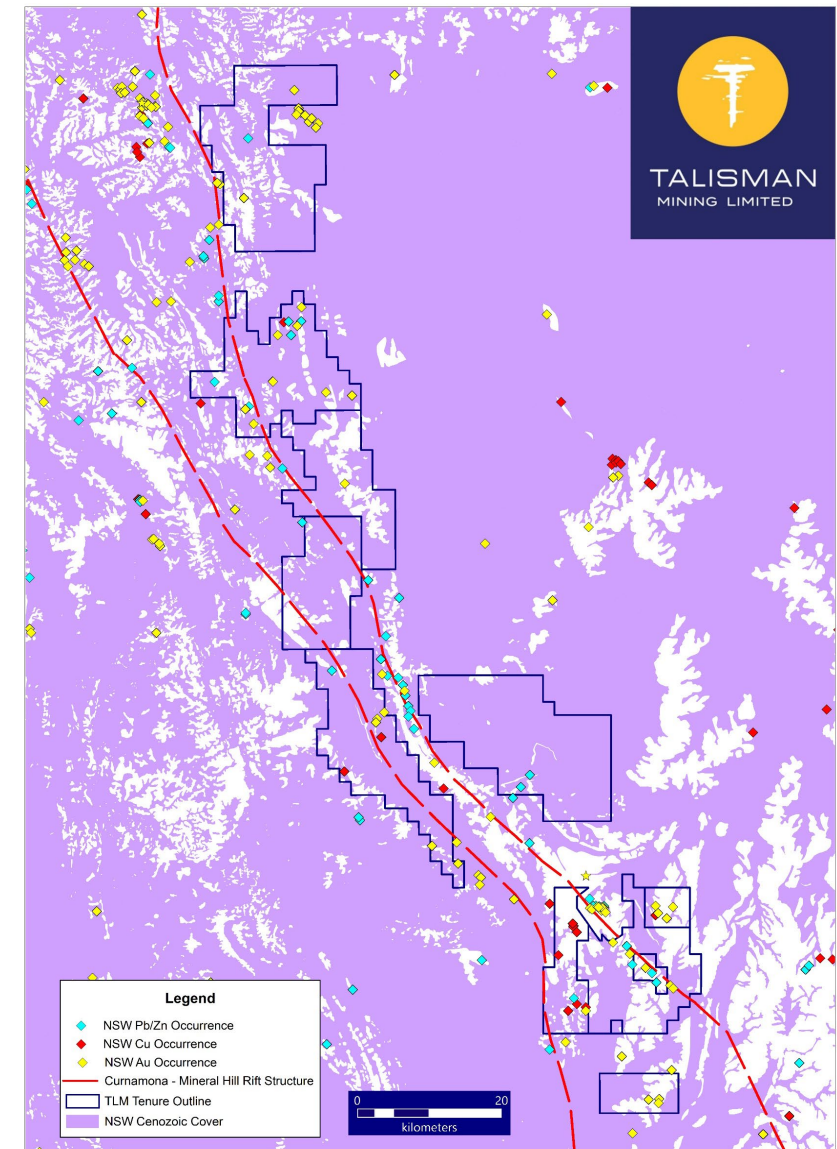 TALISMAN
MINING LIMITED
Legend
NSW Pb/Zn Occurrence
NSW Cu Occurrence
NSW Au Occurrence
Curnamona - Mineral Hill Rift Structure
TLM Tenure Outline
NSW Cenozoic Cover
0 20
kilometers